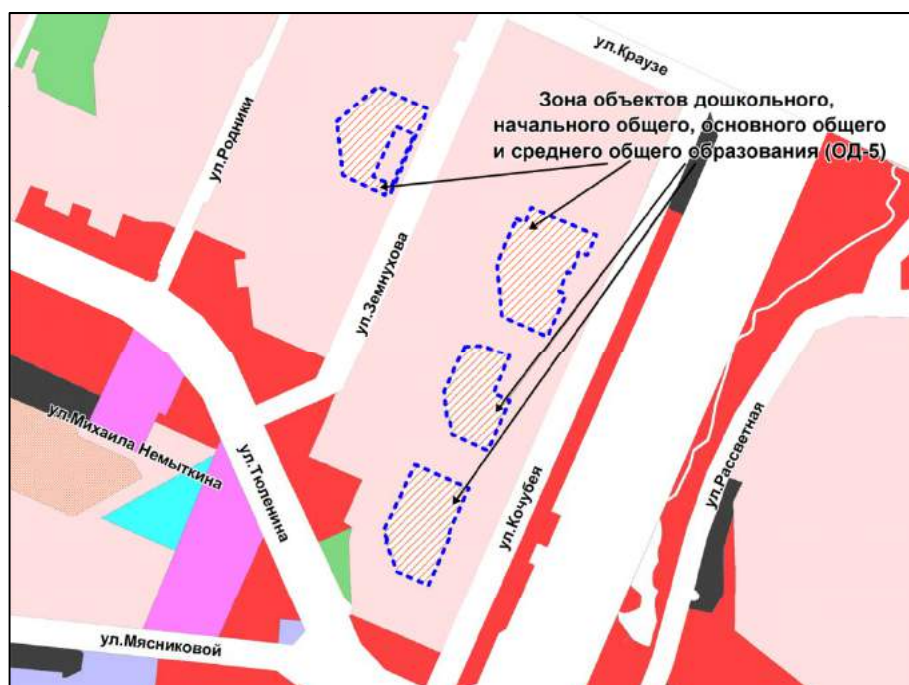 ул.Краузе
Зона объектов дошкольного,
начального общего, основного общего
и среднего общего образования (ОД-5)
ул.Родники
ул.Земнухова
ул.Михаила Немыткина
ул.Тюленина
ул.Кочубея
ул.Рассветная
ул.Мясниковой